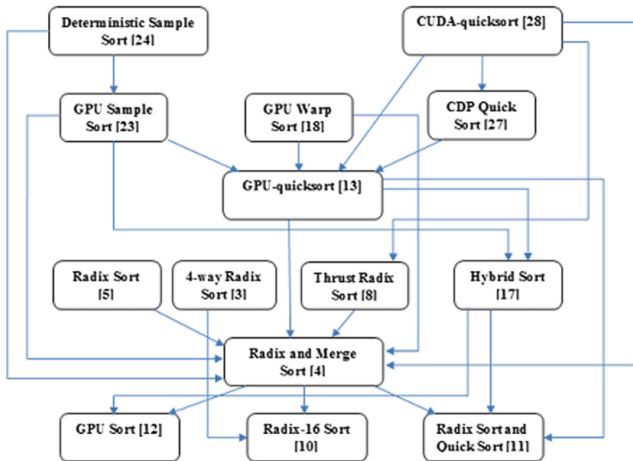 Deterministic Sample
Sort [24]
CUDA-quicksort [28]
GPU Sample
Sort [23]
GPU Warp
Sort [18]
CDP Quick
Sort [27]
GPU-quicksort [13]
Radix Sort
[5]
4-way Radix
Sort [3]
Thrust Radix
Sort [8]
Hybrid Sort
[17]
Radix and Merge
Sort [4]
GPU Sort [12]
Radix-16 Sort
[10]
Radix Sort and
Quick Sort [11]